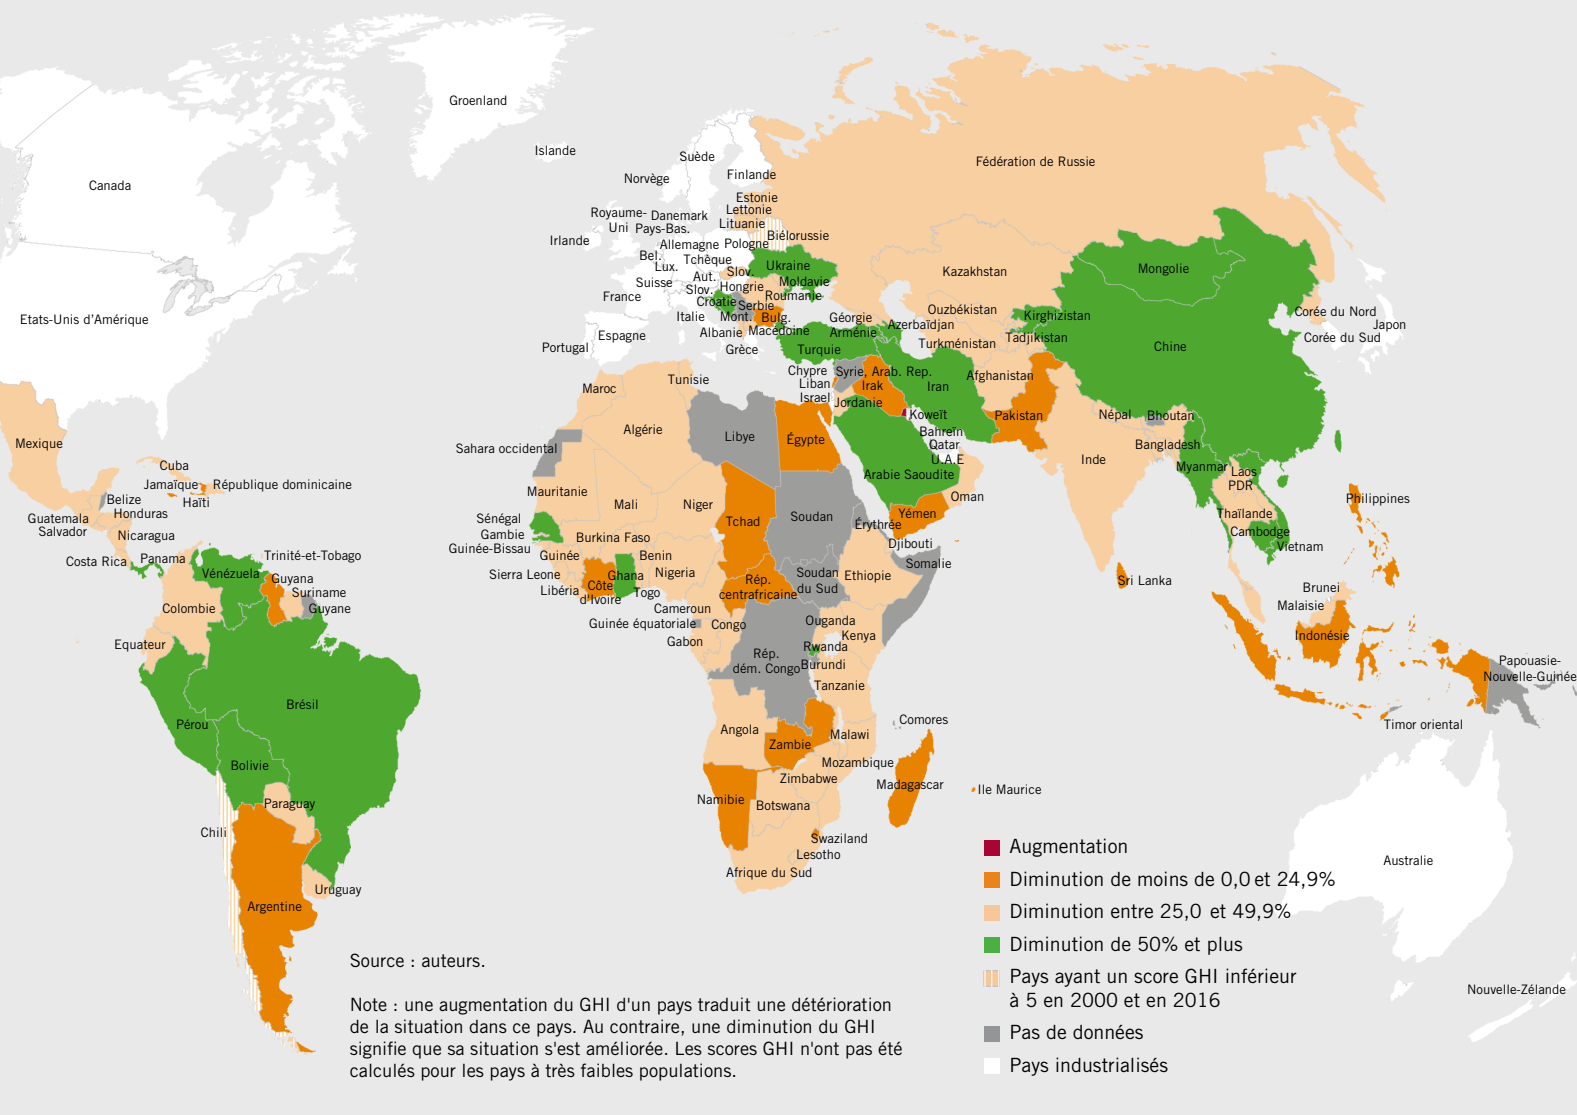 Groenland
Islande
Canada
Suède
Norvège
Finlande
Fédération de Russie
Estonie
Lettonie
Lituanie
Royaume-
Uni
Danemark
Pays-Bas.
Irlande
Allemagne
Pologne
Biélorussie
Bel.
Lux.
Tchèque
Suisse
Aut.
Slov.
Slov.
Ukraine
Moldavie
Hongrie
Roumanie
France
Croatie
Serbie
Italie
Mont.
Bulg.
Albanie
Macédoine
Grèce
Espagne
Portugal
Etats-Unis d’Amérique
Kazakhstan
Mongolie
Ouzbékistan
Kirghizistan
Géorgie
Azerbaïdjan
Arménie
Turkménistan
Tadjikistan
Turquie
Corée du Nord
Japon
Corée du Sud
Chine
Chypre
Liban
Israel
Syrie, Arab. Rep.
Irak
Iran
Jordanie
Koweït
Afghanistan
Pakistan
Népal
Bhoutan
Bahreïn
Qatar
U.A.E
Bangladesh
Inde
Myanmar
Laos
PDR
Arabie Saoudite
Oman
Yémen
Thaïlande
Cambodge
Vietnam
Philippines
Sri Lanka
Brunei
Malaisie
Indonésie
Papouasie-
Nouvelle-Guinée
Timor oriental
Tunisie
Maroc
Algérie
Libye
Égypte
Sahara occidental
Mauritanie
Mali
Niger
Tchad
Soudan
Érythrée
Djibouti
Somalie
Sénégal
Gambie
Guinée-Bissau
Burkina Faso
Guinée
Benin
Sierra Leone
Côte
d'Ivoire
Ghana
Nigeria
Libéria
Togo
Rép.
centrafricaine
Soudan
du Sud
Ethiopie
Cameroun
Guinée équatoriale
Congo
Gabon
Ouganda
Kenya
Rwanda
Rép.
dém. Congo
Burundi
Tanzanie
Angola
Zambie
Malawi
Comores
Mozambique
Zimbabwe
Madagascar
Ile Maurice
Namibie
Botswana
Swaziland
Lesotho
Afrique du Sud
Mexique
Cuba
Jamaïque
République dominicaine
Haïti
Belize
Honduras
Guatemala
Salvador
Nicaragua
Costa Rica
Panama
Trinité-et-Tobago
Vénézula
Guyana
Suriname
Guyane
Colombie
Equateur
Brésil
Pérou
Bolivie
Paraguay
Chili
Uruguay
Argentine
Australie
Nouvelle-Zélande
Augmentation
Diminution de moins de 0,0 et 24,9%
Diminution entre 25,0 et 49,9%
Diminution de 50% et plus
Pays ayant un score GHI inférieur
à 5 en 2000 et en 2016
Pas de données
Pays industrialisés
Source : auteurs.
Note : une augmentation du GHI d'un pays traduit une détérioration
de la situation dans ce pays. Au contraire, une diminution du GHI
signifie que sa situation s'est améliorée. Les scores GHI n'ont pas été
calculés pour les pays à très faibles populations.